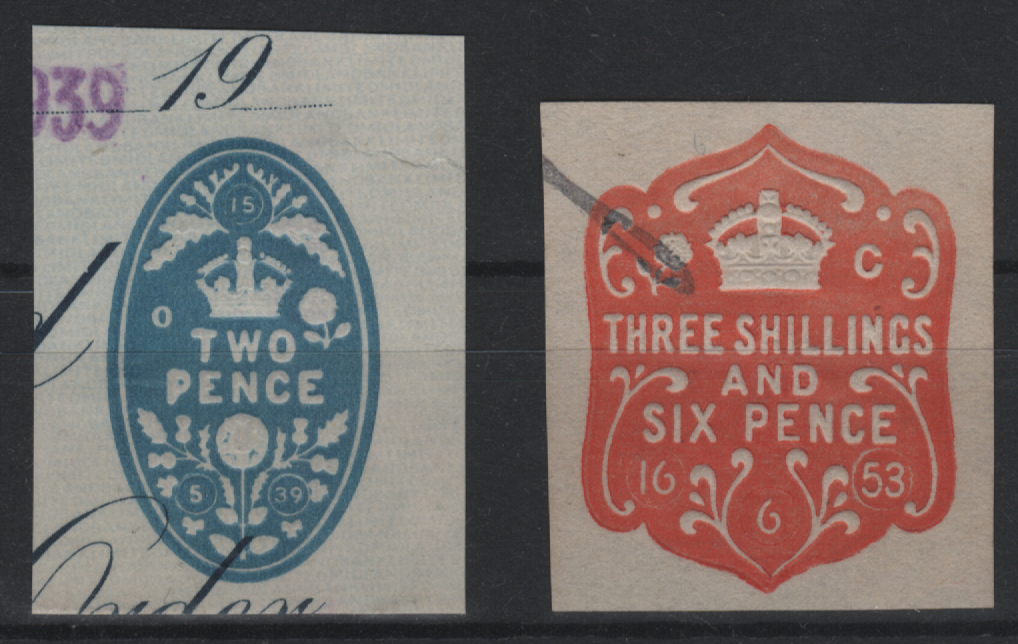 939 19
15
O
TWO
PENCE
5 39
C
THREE SHILLINGS
AND
SIX PENCE
16 53
6